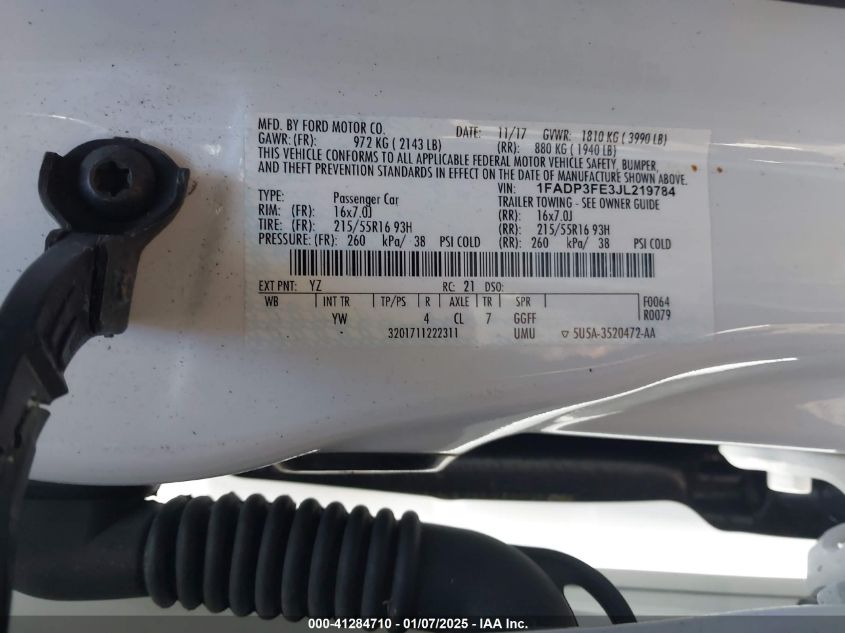 MFD. BY FORD MOTOR CO. DATE: 11/17 GVWR: 1810 KG ( 3990 LB)
GAWR: (FR): 972 KG ( 2143 LB) (RR): 880 KG ( 1940 LB)
THIS VEHICLE CONFORMS TO ALL APPLICABLE FEDERAL MOTOR VEHICLE SAFETY, BUMPER,
AND THEFT PREVENTION STANDARDS IN EFFECT ON THE DATE OF MANUFACTURE SHOWN ABOVE.
VIN: 1FADP3FE3JL219784
TYPE: Passenger Car TRAILER TOWING - SEE OWNER GUIDE
RIM: (FR): 16x7.0J (RR): 16x7.0J
TIRE: (FR): 215/55R16 93H (RR): 215/55R16 93H
PRESSURE: (FR): 260 kPa/ 38 PSI COLD (RR): 260 kPa/ 38 PSI COLD
EXT PNT: YZ RC: 21 DSO:
WB INT TR TP/PS R AXLE TR SPR F0064
YW 4 CL 7 GGFF R0079
- 3201711222311 UMU ▽ 5U5A-3520472-AA
000-41284710 - 01/07/2025 - © IAA, Inc.